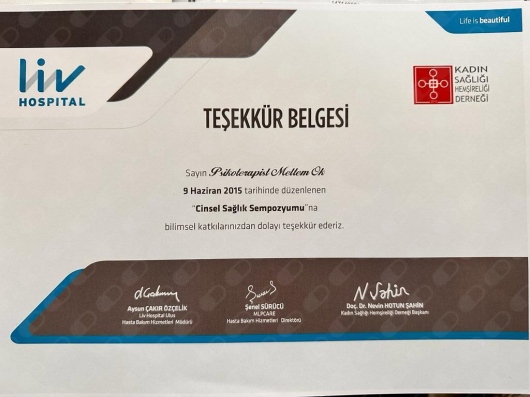 Life is beautiful
Liv
HOSPITAL
KADIN
SAĞLIĞI
HEMŞİRELİĞİ
DERNEĞİ
TEŞEKKÜR BELGESİ
Sayın Psikoterapist Meltem Ok
9 Haziran 2015 tarihinde düzenlenen
"Cinsel Sağlık Sempozyumu"na
bilimsel katkılarınızdan dolayı teşekkür ederiz.
Aysun ÇAKIR ÖZÇELİK
Liv Hospital Ulus
Hasta Bakım Hizmetleri Müdürü
Şenel SÜRÜCÜ
MLPCARE
Hasta Bakım Hizmetleri Direktörü
N Şahin
Doç. Dr. Nevin HOTUN ŞAHİN
Kadın Sağlığı Hemşireliği Derneği Başkanı